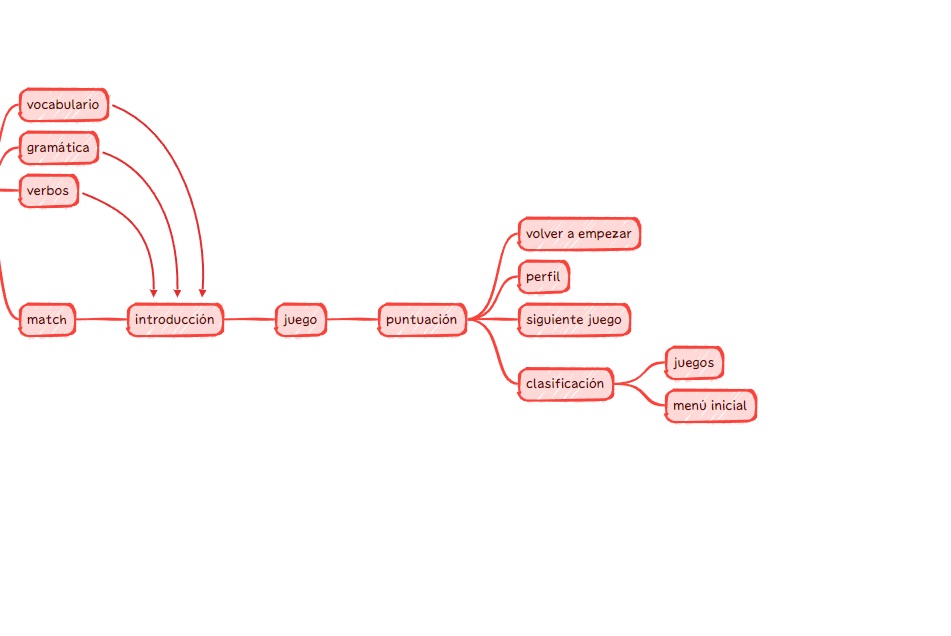 vocabulario
gramática
verbos
match
introducción
juego
puntuación
volver a empezar
perfil
siguiente juego
clasificación
juegos
menú inicial